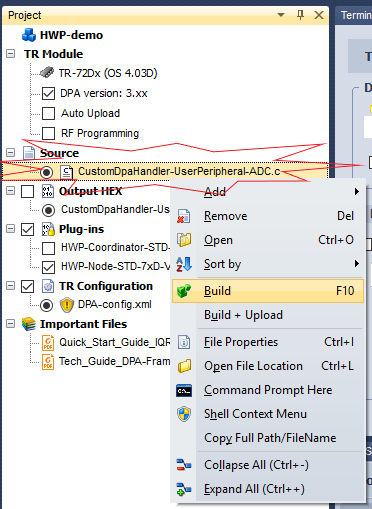 Project
Termin
HWP-demo
TR Module
TR-72Dx (OS 4.03D)
DPA version: 3.xx
Auto Upload
RF Programming
Source
CustomDpaHandler-UserPeripheral-ADC.c
Output HEX
CustomDpaHandler-Us
Plug-ins
HWP-Coordinator-STD-
HWP-Node-STD-7xD-V
TR Configuration
DPA-config.xml
Important Files
Quick_Start_Guide_IQR
Tech_Guide_DPA-Fram
Add
Remove Del
Open Ctrl+O
Sort by
Build F10
Build + Upload
File Properties Ctrl+I
Open File Location Ctrl+L
Command Prompt Here
Shell Context Menu
Copy Full Path/FileName
Collapse All (Ctrl+-)
Expand All (Ctrl++)